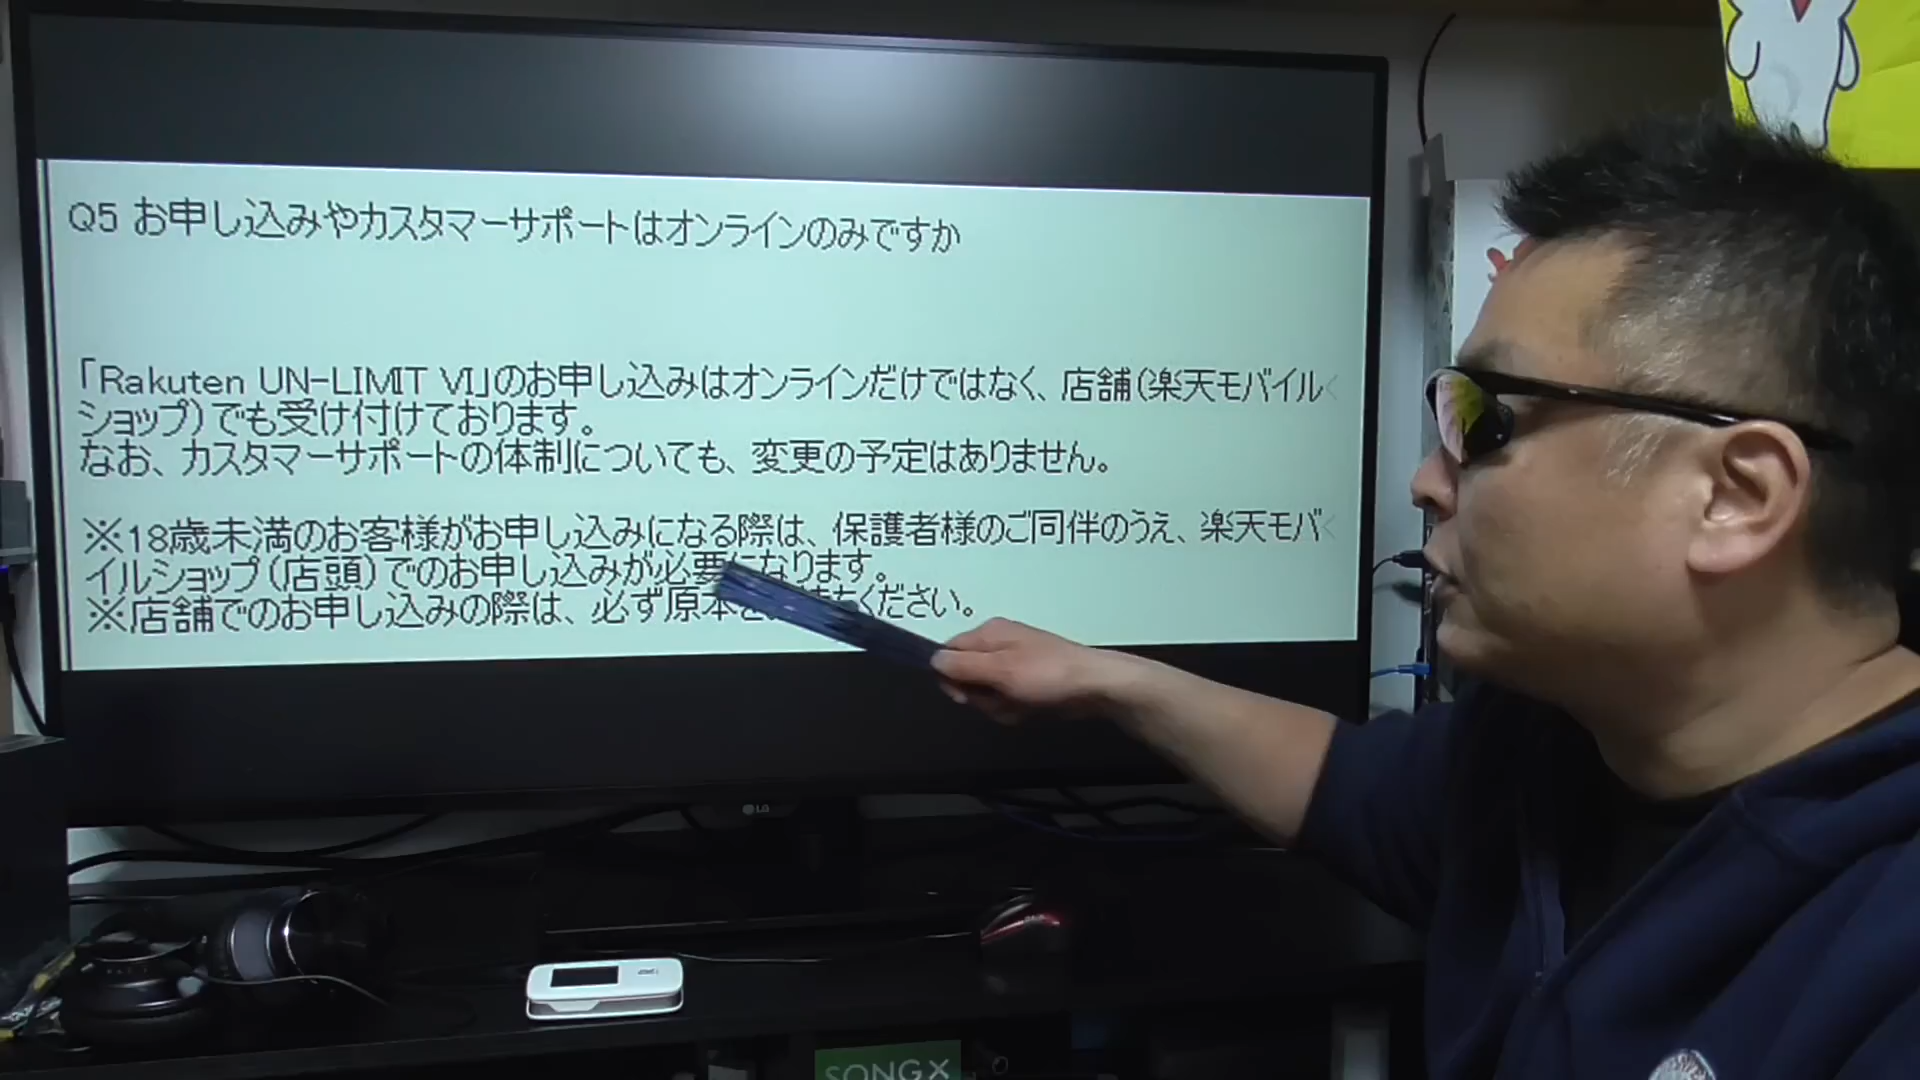 Q5 お申し込みやカスタマーサポートはオンラインのみですか
「Rakuten UN-LIMIT VI」のお申し込みはオンラインだけではなく、店舗(楽天モバイル
ショップ)でも受け付けております。
なお、カスタマーサポートの体制についても、変更の予定はありません。
※18歳未満のお客様がお申し込みになる際は、保護者様のご同伴のうえ、楽天モバ
イルショップ(店頭)でのお申し込みが必要になります。
※店舗でのお申し込みの際は、必ず原本を ください。
LG
SONGX